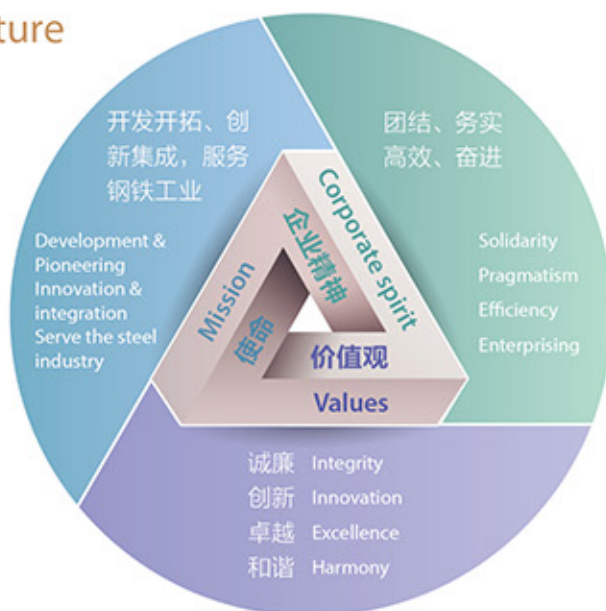 ture
开发开拓、创
新集成，服务
钢铁工业
Development &
Pioneering
Innovation &
integration
Serve the steel
industry
团结、务实
高效、奋进
Solidarity
Pragmatism
Efficiency
Enterprising
Mission
使命
Corporate spirit
企业精神
价值观
Values
诚廉 Integrity
创新 Innovation
卓越 Excellence
和谐 Harmony